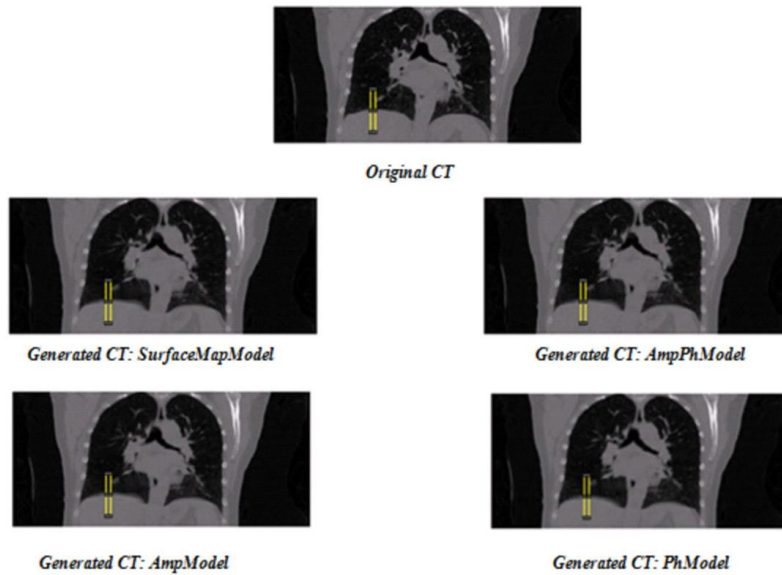 Original CT
Generated CT: SurfaceMapModel
Generated CT: AmpPhModel
Generated CT: AmpModel
Generated CT: PhModel